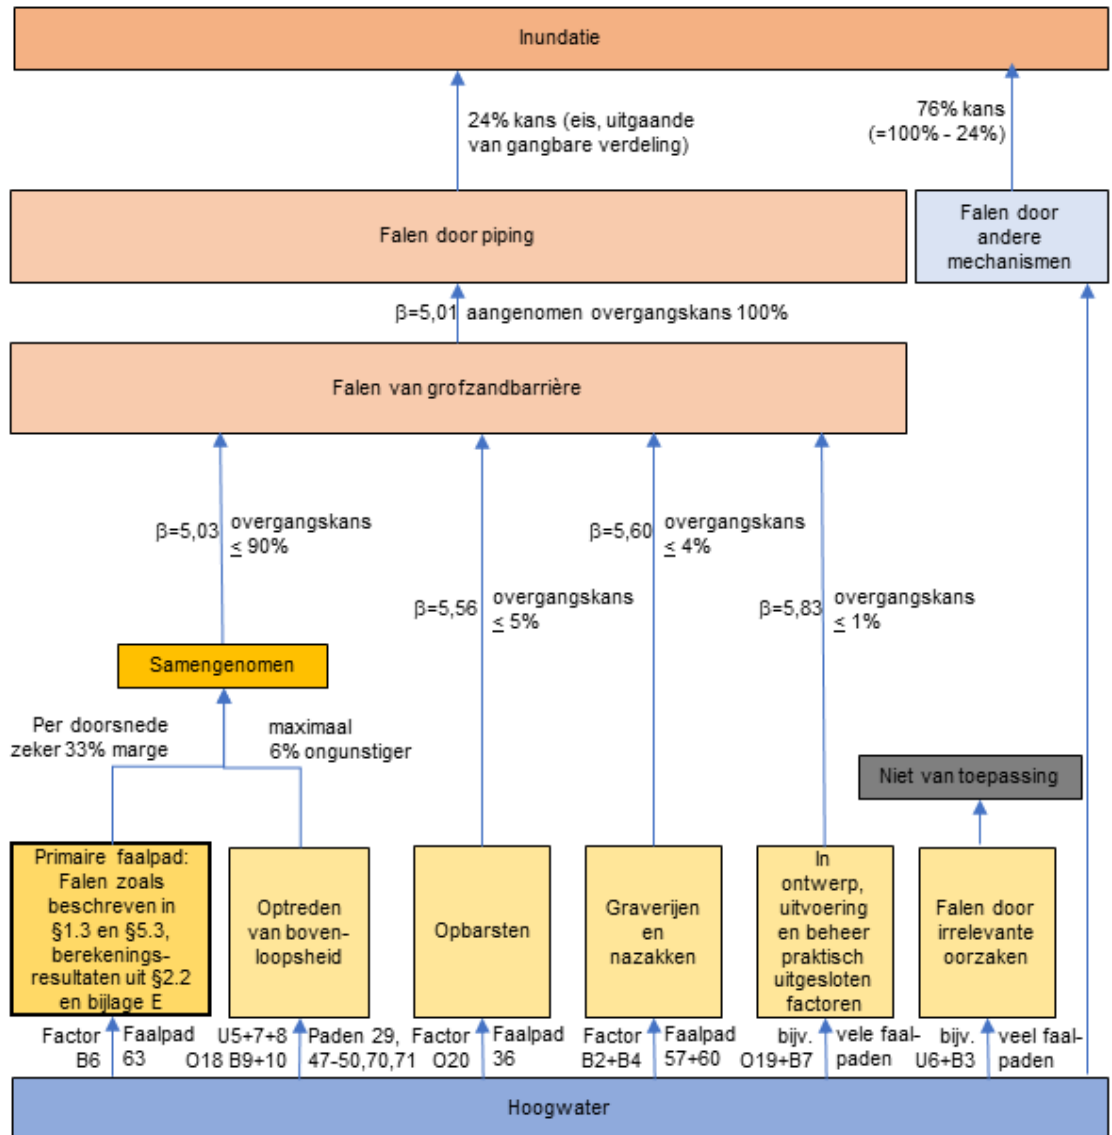 Inundatie
24% kans (eis, uitgaande
van gangbare verdeling)
76% kans
(=100% - 24%)
Falen door piping
Falen door
andere
mechanismen
β=5,01 aangenomen overgangskans 100%
Falen van grofzandbarrière
β=5,03
overgangskans
≤ 90%
β=5,56
overgangskans
≤ 5%
β=5,60
overgangskans
≤ 4%
β=5,83
overgangskans
≤ 1%
Samengenomen
Per doorsnede
zeker 33% marge
maximaal
6% ongunstiger
Niet van toepassing
Primaire faalpad:
Falen zoals
beschreven in
§1.3 en §5.3,
berekenings-
resultaten uit §2.2
en bijlage E
Optreden
van boven-
loopsheid
Opbarsten
Graverijen
en
nazakken
In
ontwerp,
uitvoering
en beheer
praktisch
uitgesloten
factoren
Falen door
irrelevante
oorzaken
Factor
B6
Faalpad
63
U5+7+8
O18 B9+10
Paden 29,
47-50,70,71
Factor
O20
Faalpad
36
Factor
B2+B4
Faalpad
57+60
bijv.
O19+B7
vele faal-
paden
bijv.
U6+B3
veel faal-
paden
Hoogwater